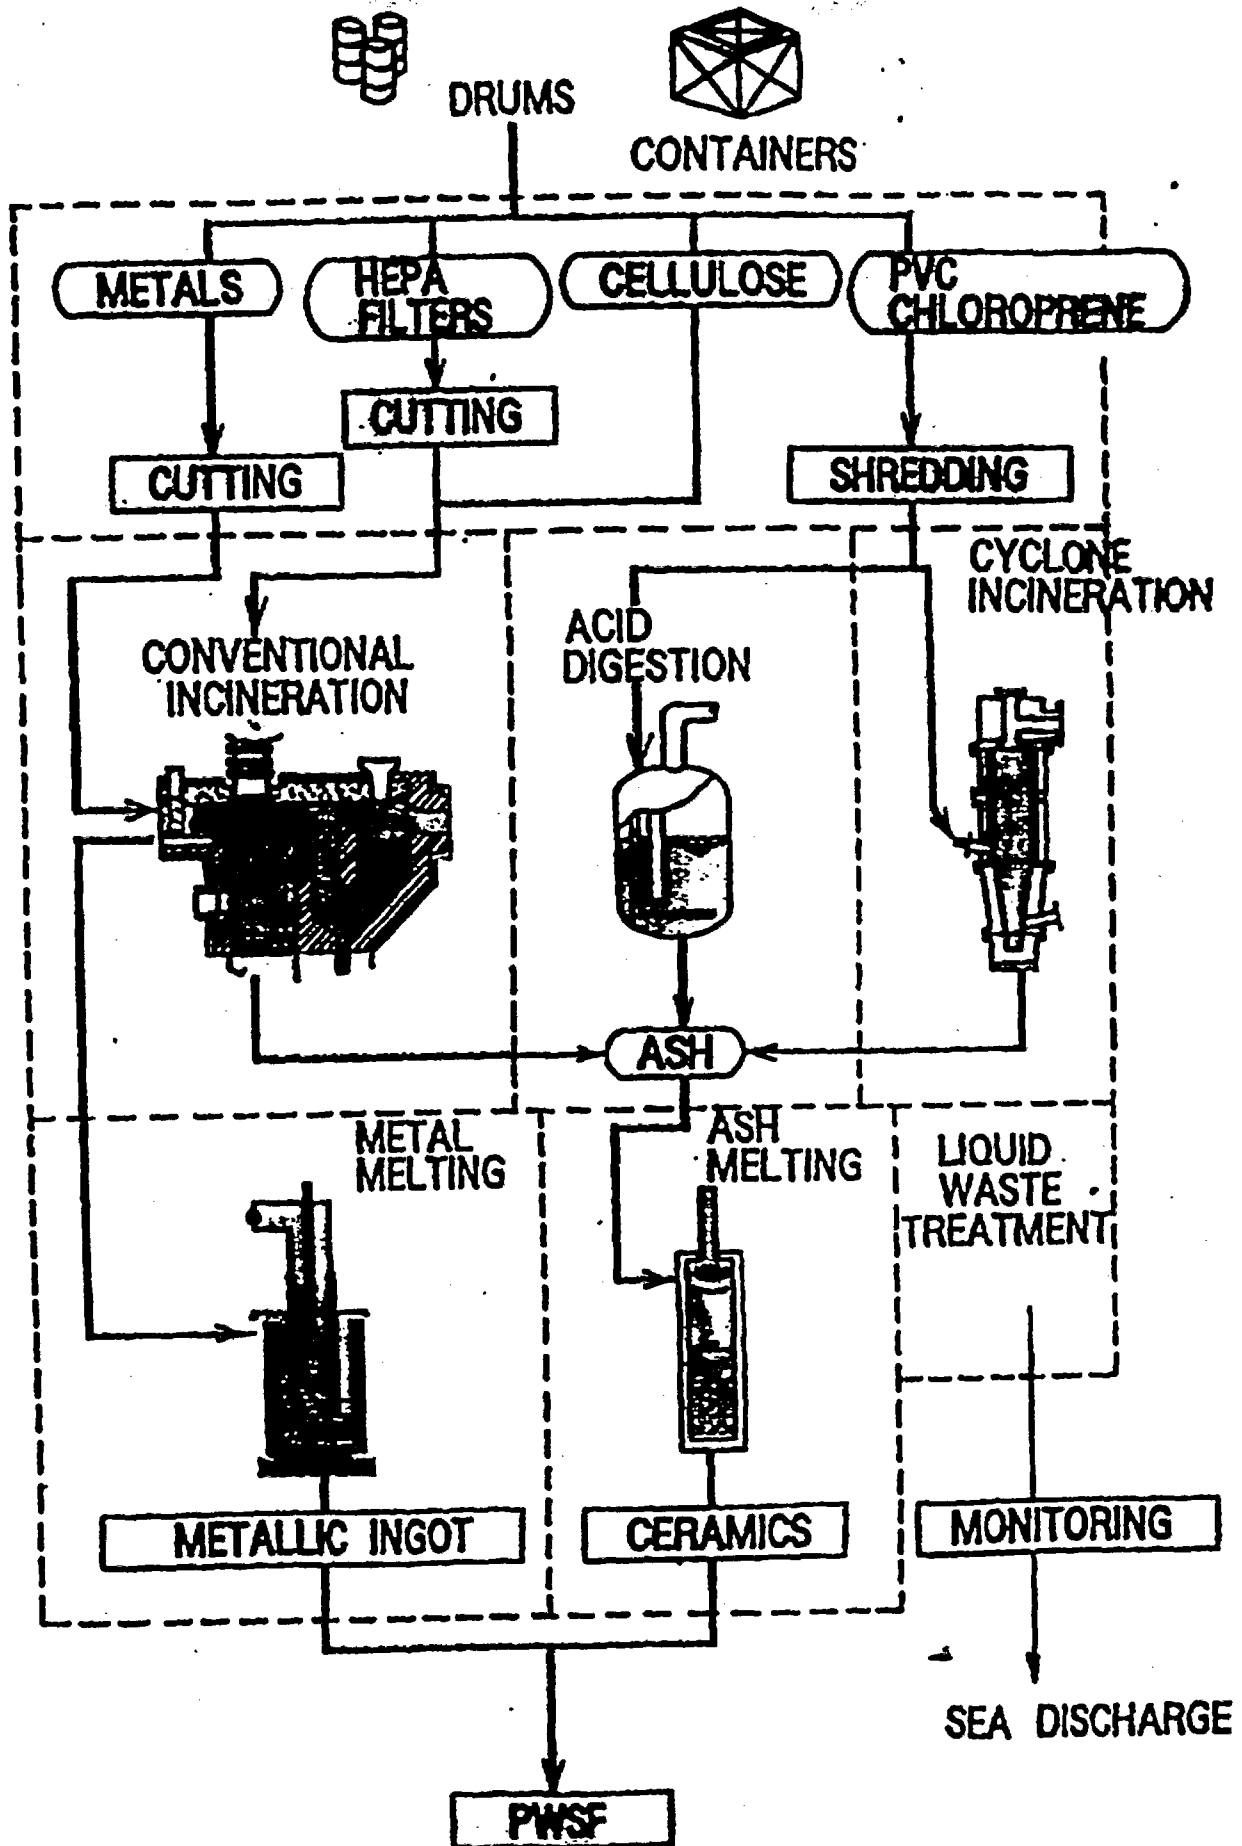 DRUMS
CONTAINERS
METALS
HEPA
FILTERS
CELLULOSE
PVC
CHLOROPRENE
CUTTING
CUTTING
SHREDDING
CYCLONE
INCINERATION
ACID
DIGESTION
CONVENTIONAL
INCINERATION
ASH
METAL
MELTING
ASH
MELTING
LIQUID
WASTE
TREATMENT
METALLIC INGOT
CERAMICS
MONITORING
SEA DISCHARGE
PWSF